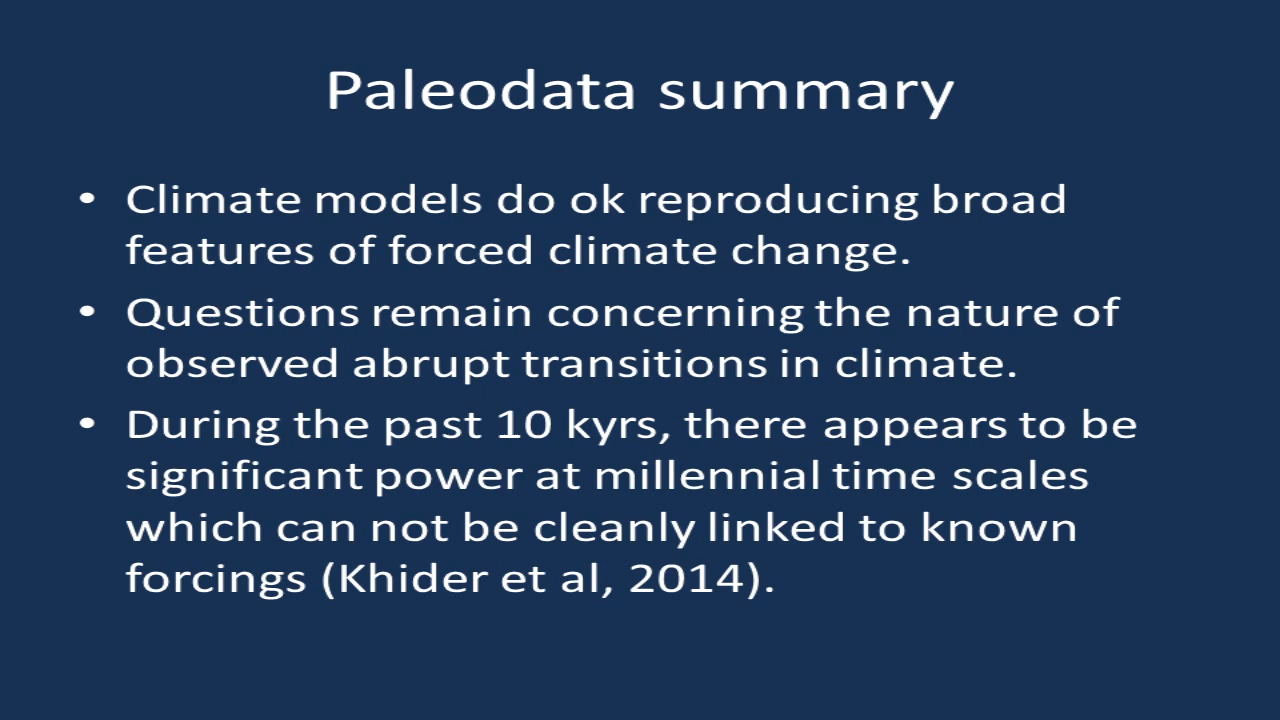 Paleodata summary
• Climate models do ok reproducing broad
features of forced climate change.
• Questions remain concerning the nature of
observed abrupt transitions in climate.
• During the past 10 kyrs, there appears to be
significant power at millennial time scales
which can not be cleanly linked to known
forcings (Khider et al, 2014).